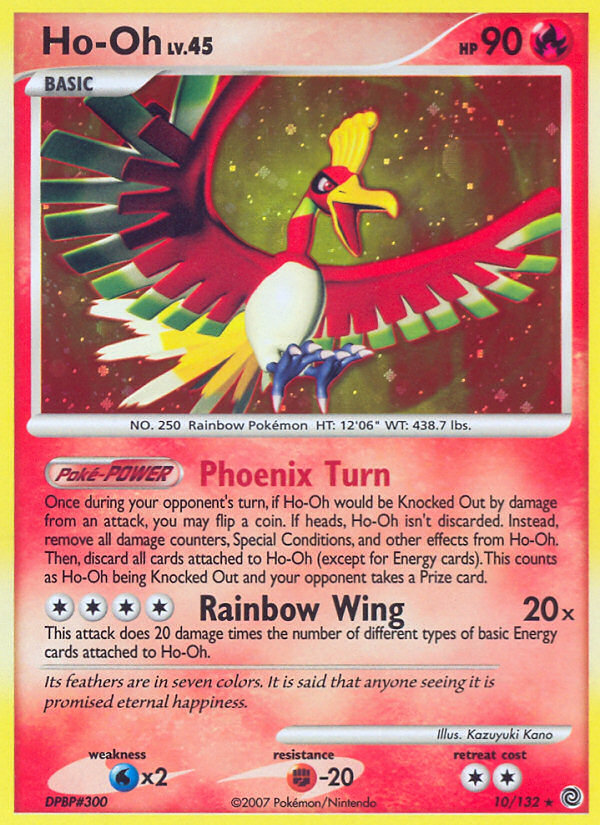 Ho-Oh LV.45 HP 90
BASIC
NO. 250 Rainbow Pokémon HT: 12'06" WT: 438.7 lbs.
Poké-POWER Phoenix Turn
Once during your opponent's turn, if Ho-Oh would be Knocked Out by damage
from an attack, you may flip a coin. If heads, Ho-Oh isn't discarded. Instead,
remove all damage counters, Special Conditions, and other effects from Ho-Oh.
Then, discard all cards attached to Ho-Oh (except for Energy cards). This counts
as Ho-Oh being Knocked Out and your opponent takes a Prize card.
Rainbow Wing 20x
This attack does 20 damage times the number of different types of basic Energy
cards attached to Ho-Oh.
Its feathers are in seven colors. It is said that anyone seeing it is
promised eternal happiness.
Illus. Kazuyuki Kano
weakness resistance retreat cost
x2 -20
DPBP#300 ©2007 Pokémon/Nintendo 10/132 ★